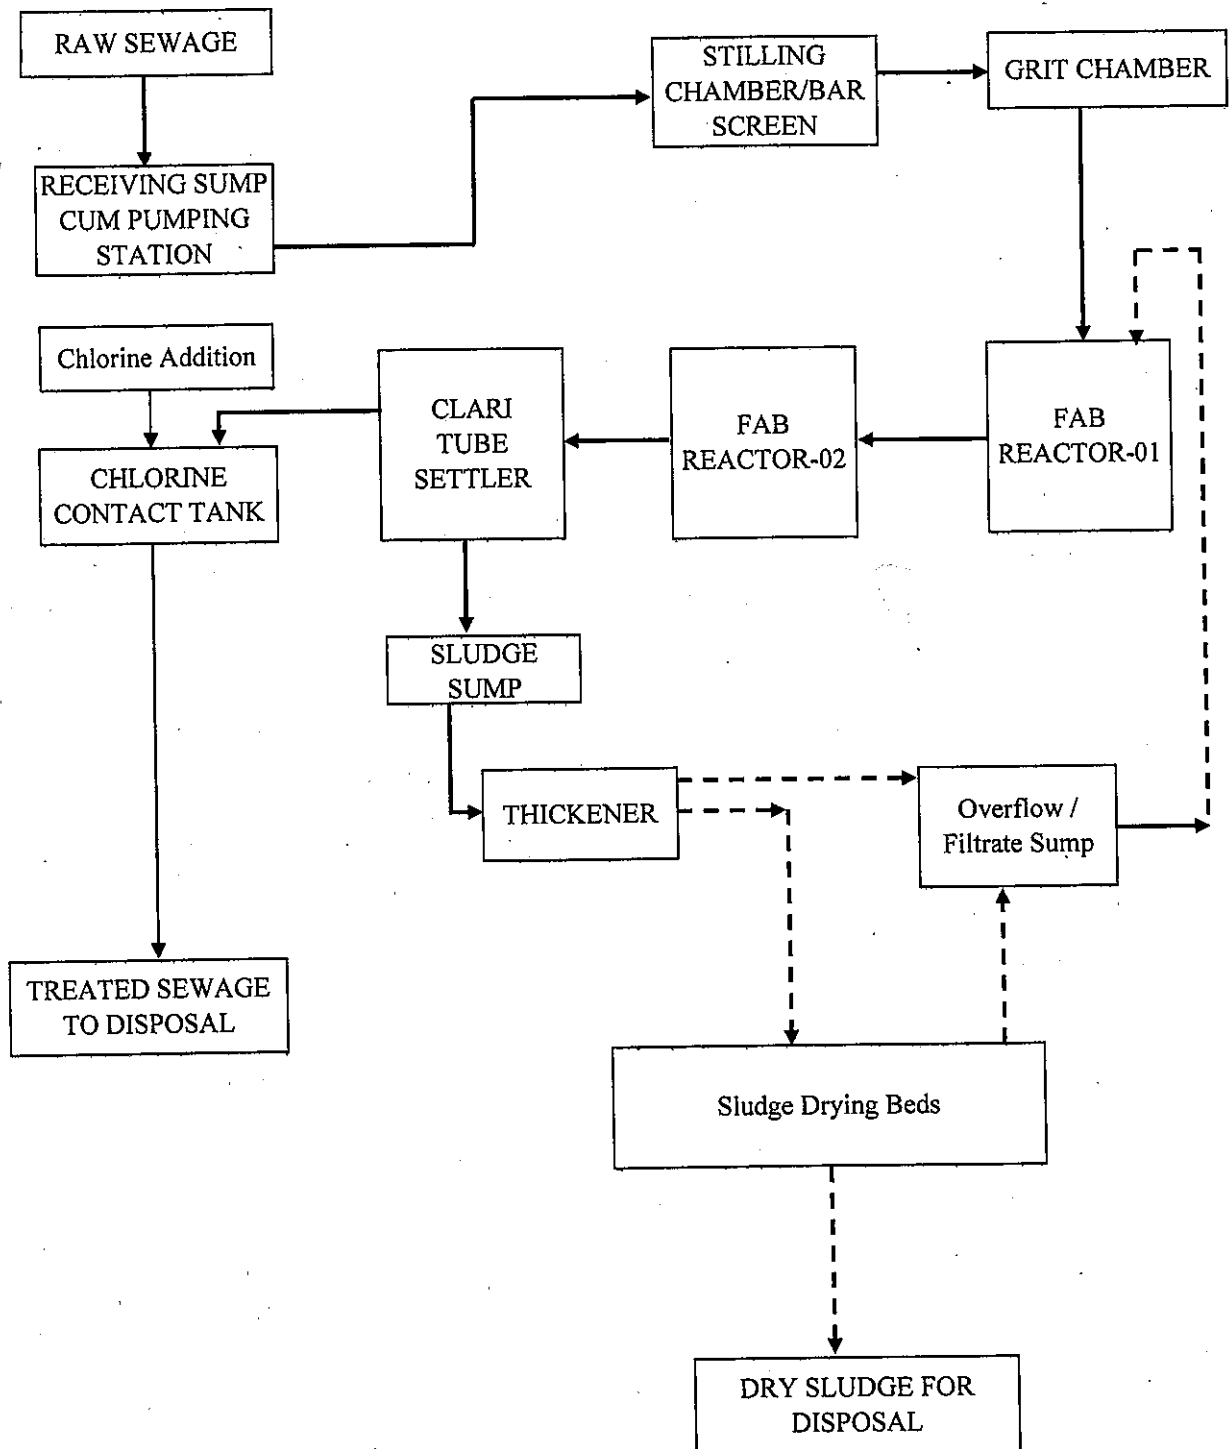 RAW SEWAGE
STILLING
CHAMBER/BAR
SCREEN
GRIT CHAMBER
RECEIVING SUMP
CUM PUMPING
STATION
Chlorine Addition
CHLORINE
CONTACT TANK
CLARI
TUBE
SETTLER
FAB
REACTOR-02
FAB
REACTOR-01
SLUDGE
SUMP
THICKENER
Overflow /
Filtrate Sump
TREATED SEWAGE
TO DISPOSAL
Sludge Drying Beds
DRY SLUDGE FOR
DISPOSAL